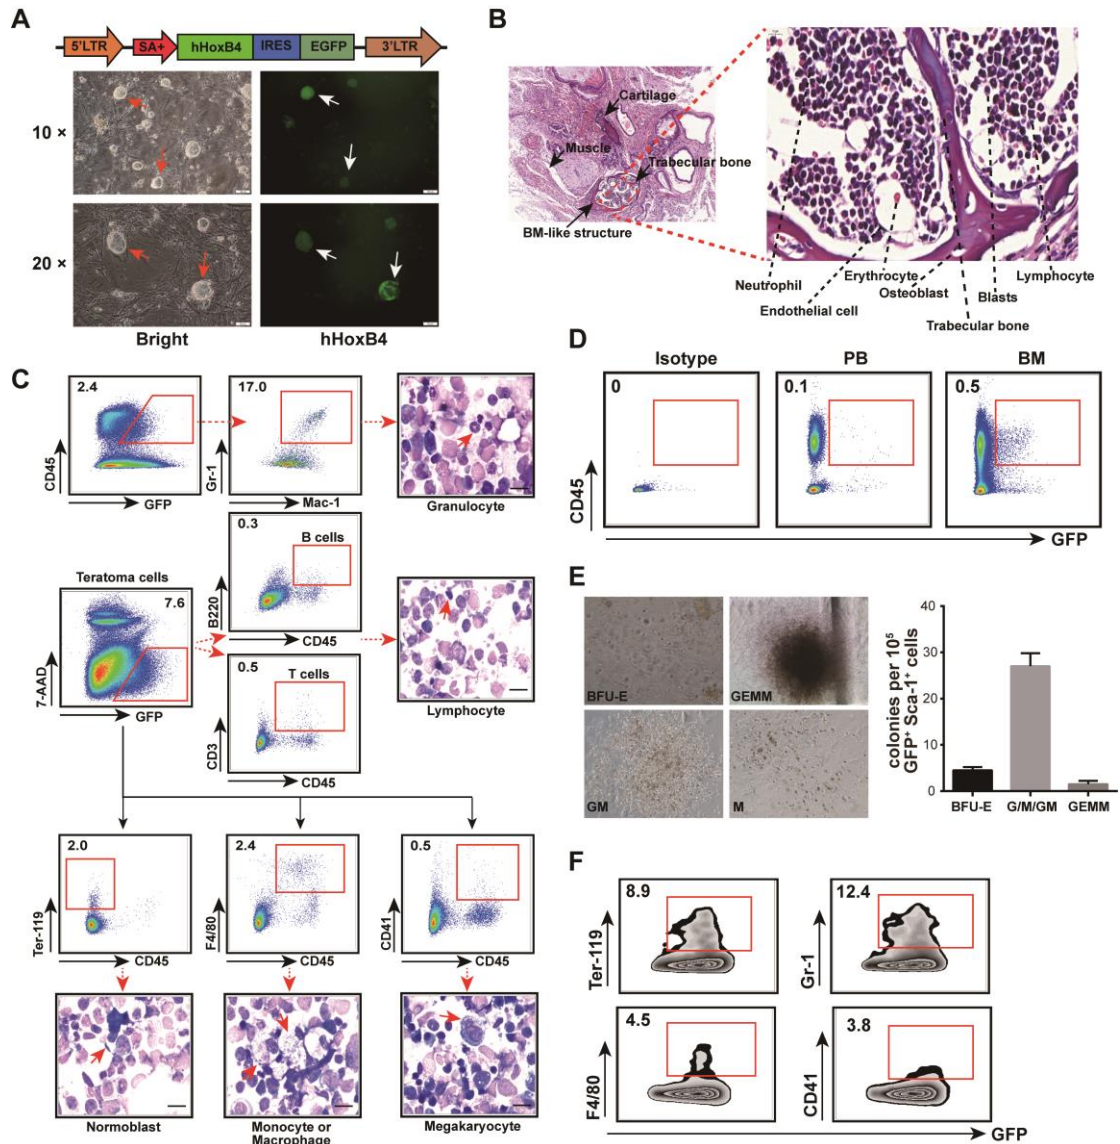 A
5'LTR SA+ hHoxB4 IRES EGFP 3'LTR
10 ×
20 ×
Bright hHoxB4
B
Cartilage
Muscle
Trabecular bone
BM-like structure
Neutrophil
Endothelial cell
Erythrocyte
Osteoblast
Blasts
Lymphocyte
Trabecular bone
C
2.4
CD45
GFP
17.0
Gr-1
Mac-1
Granulocyte
Teratoma cells
7.6
7-AAD
GFP
0.3
B cells
B220
CD45
0.5
T cells
CD3
CD45
Lymphocyte
2.0
Ter-119
CD45
2.4
F4/80
CD45
0.5
CD41
CD45
Normoblast
Monocyte or
Macrophage
Megakaryocyte
D
Isotype PB BM
0 0.1 0.5
CD45
GFP
E
BFU-E
GEMM
GM
M
colonies per 10⁵
GFP⁺ Sca-1⁺ cells
40
30
20
10
0
BFU-E G/M/GM GEMM
F
8.9
Ter-119
12.4
Gr-1
4.5
F4/80
3.8
CD41
GFP